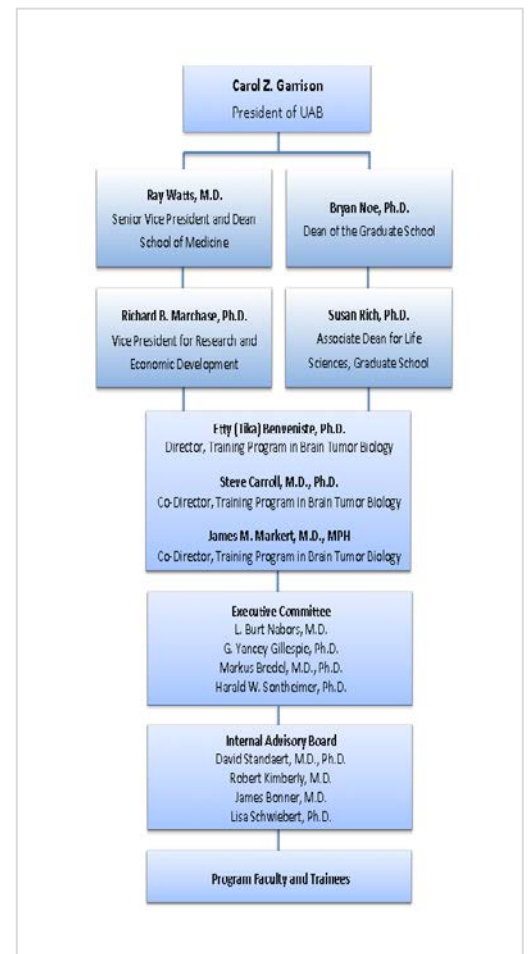 Carol Z. Garrison
President of UAB
Ray Watts, M.D.
Senior Vice President and Dean
School of Medicine
Bryan Noe, Ph.D.
Dean of the Graduate School
Richard B. Marchase, Ph.D.
Vice President for Research and
Economic Development
Susan Rich, Ph.D.
Associate Dean for Life
Sciences, Graduate School
Etty (Tika) Benveniste, Ph.D.
Director, Training Program in Brain Tumor Biology
Steve Carroll, M.D., Ph.D.
Co-Director, Training Program in Brain Tumor Biology
James M. Markert, M.D., MPH
Co-Director, Training Program in Brain Tumor Biology
Executive Committee
L. Burt Nabors, M.D.
G. Yancey Gillespie, Ph.D.
Markus Bredel, M.D., Ph.D.
Harald W. Sontheimer, Ph.D.
Internal Advisory Board
David Standaert, M.D., Ph.D.
Robert Kimberly, M.D.
James Bonner, M.D.
Lisa Schwiebert, Ph.D.
Program Faculty and Trainees